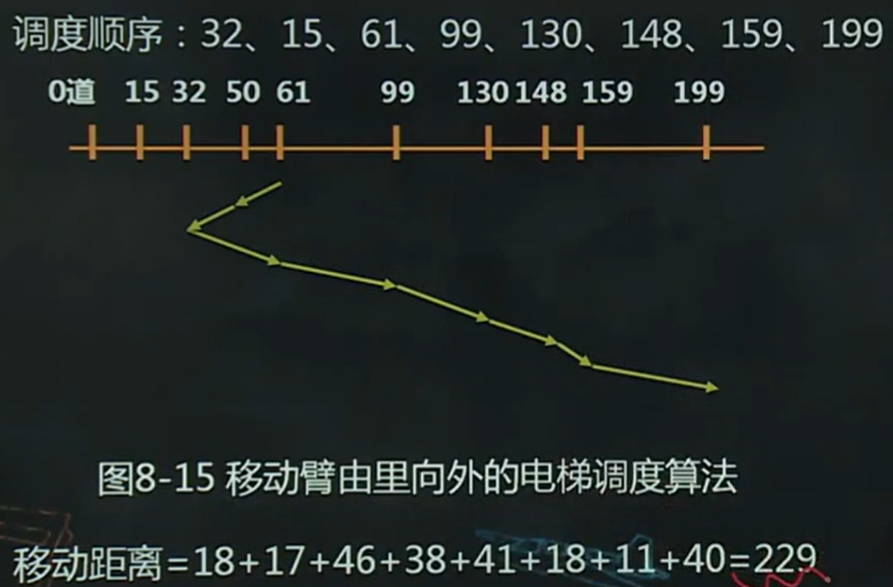 调度顺序：32、15、61、99、130、148、159、199
0道 15 32 50 61 99 130 148 159 199
图8-15 移动臂由里向外的电梯调度算法
移动距离=18+17+46+38+41+18+11+40=229